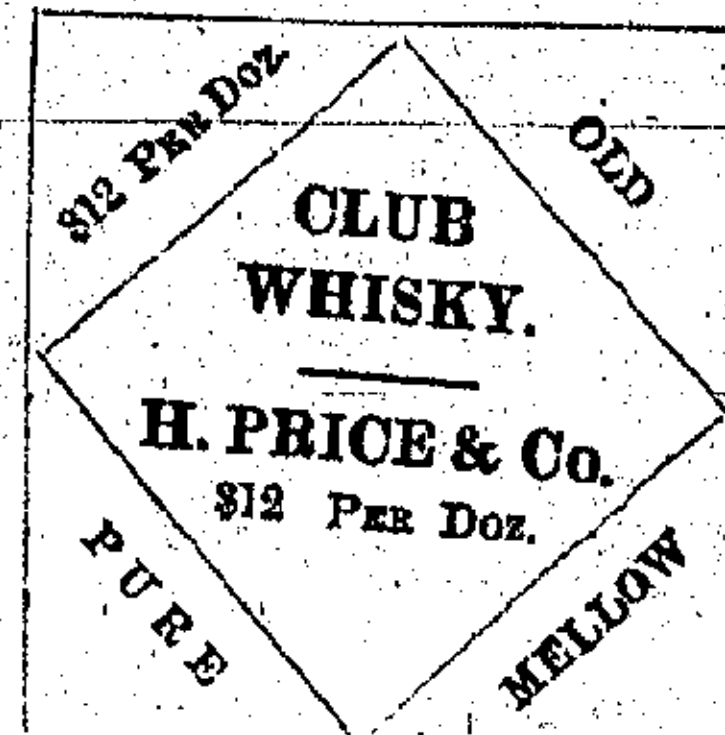 $12 PER DOZ
OLD
CLUB
WHISKY.
H. PRICE & Co.
$12 PER DOZ.
PURE
MELLOW